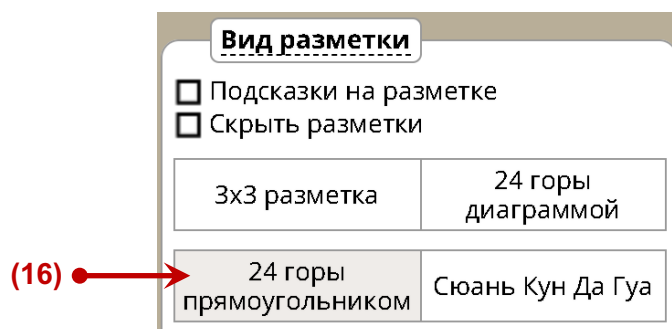 Вид разметки
Подсказки на разметке
Скрыть разметки
3х3 разметка
24 горы
диаграммой
(16)
24 горы
прямоугольником
Сюань Кун Да Гуа